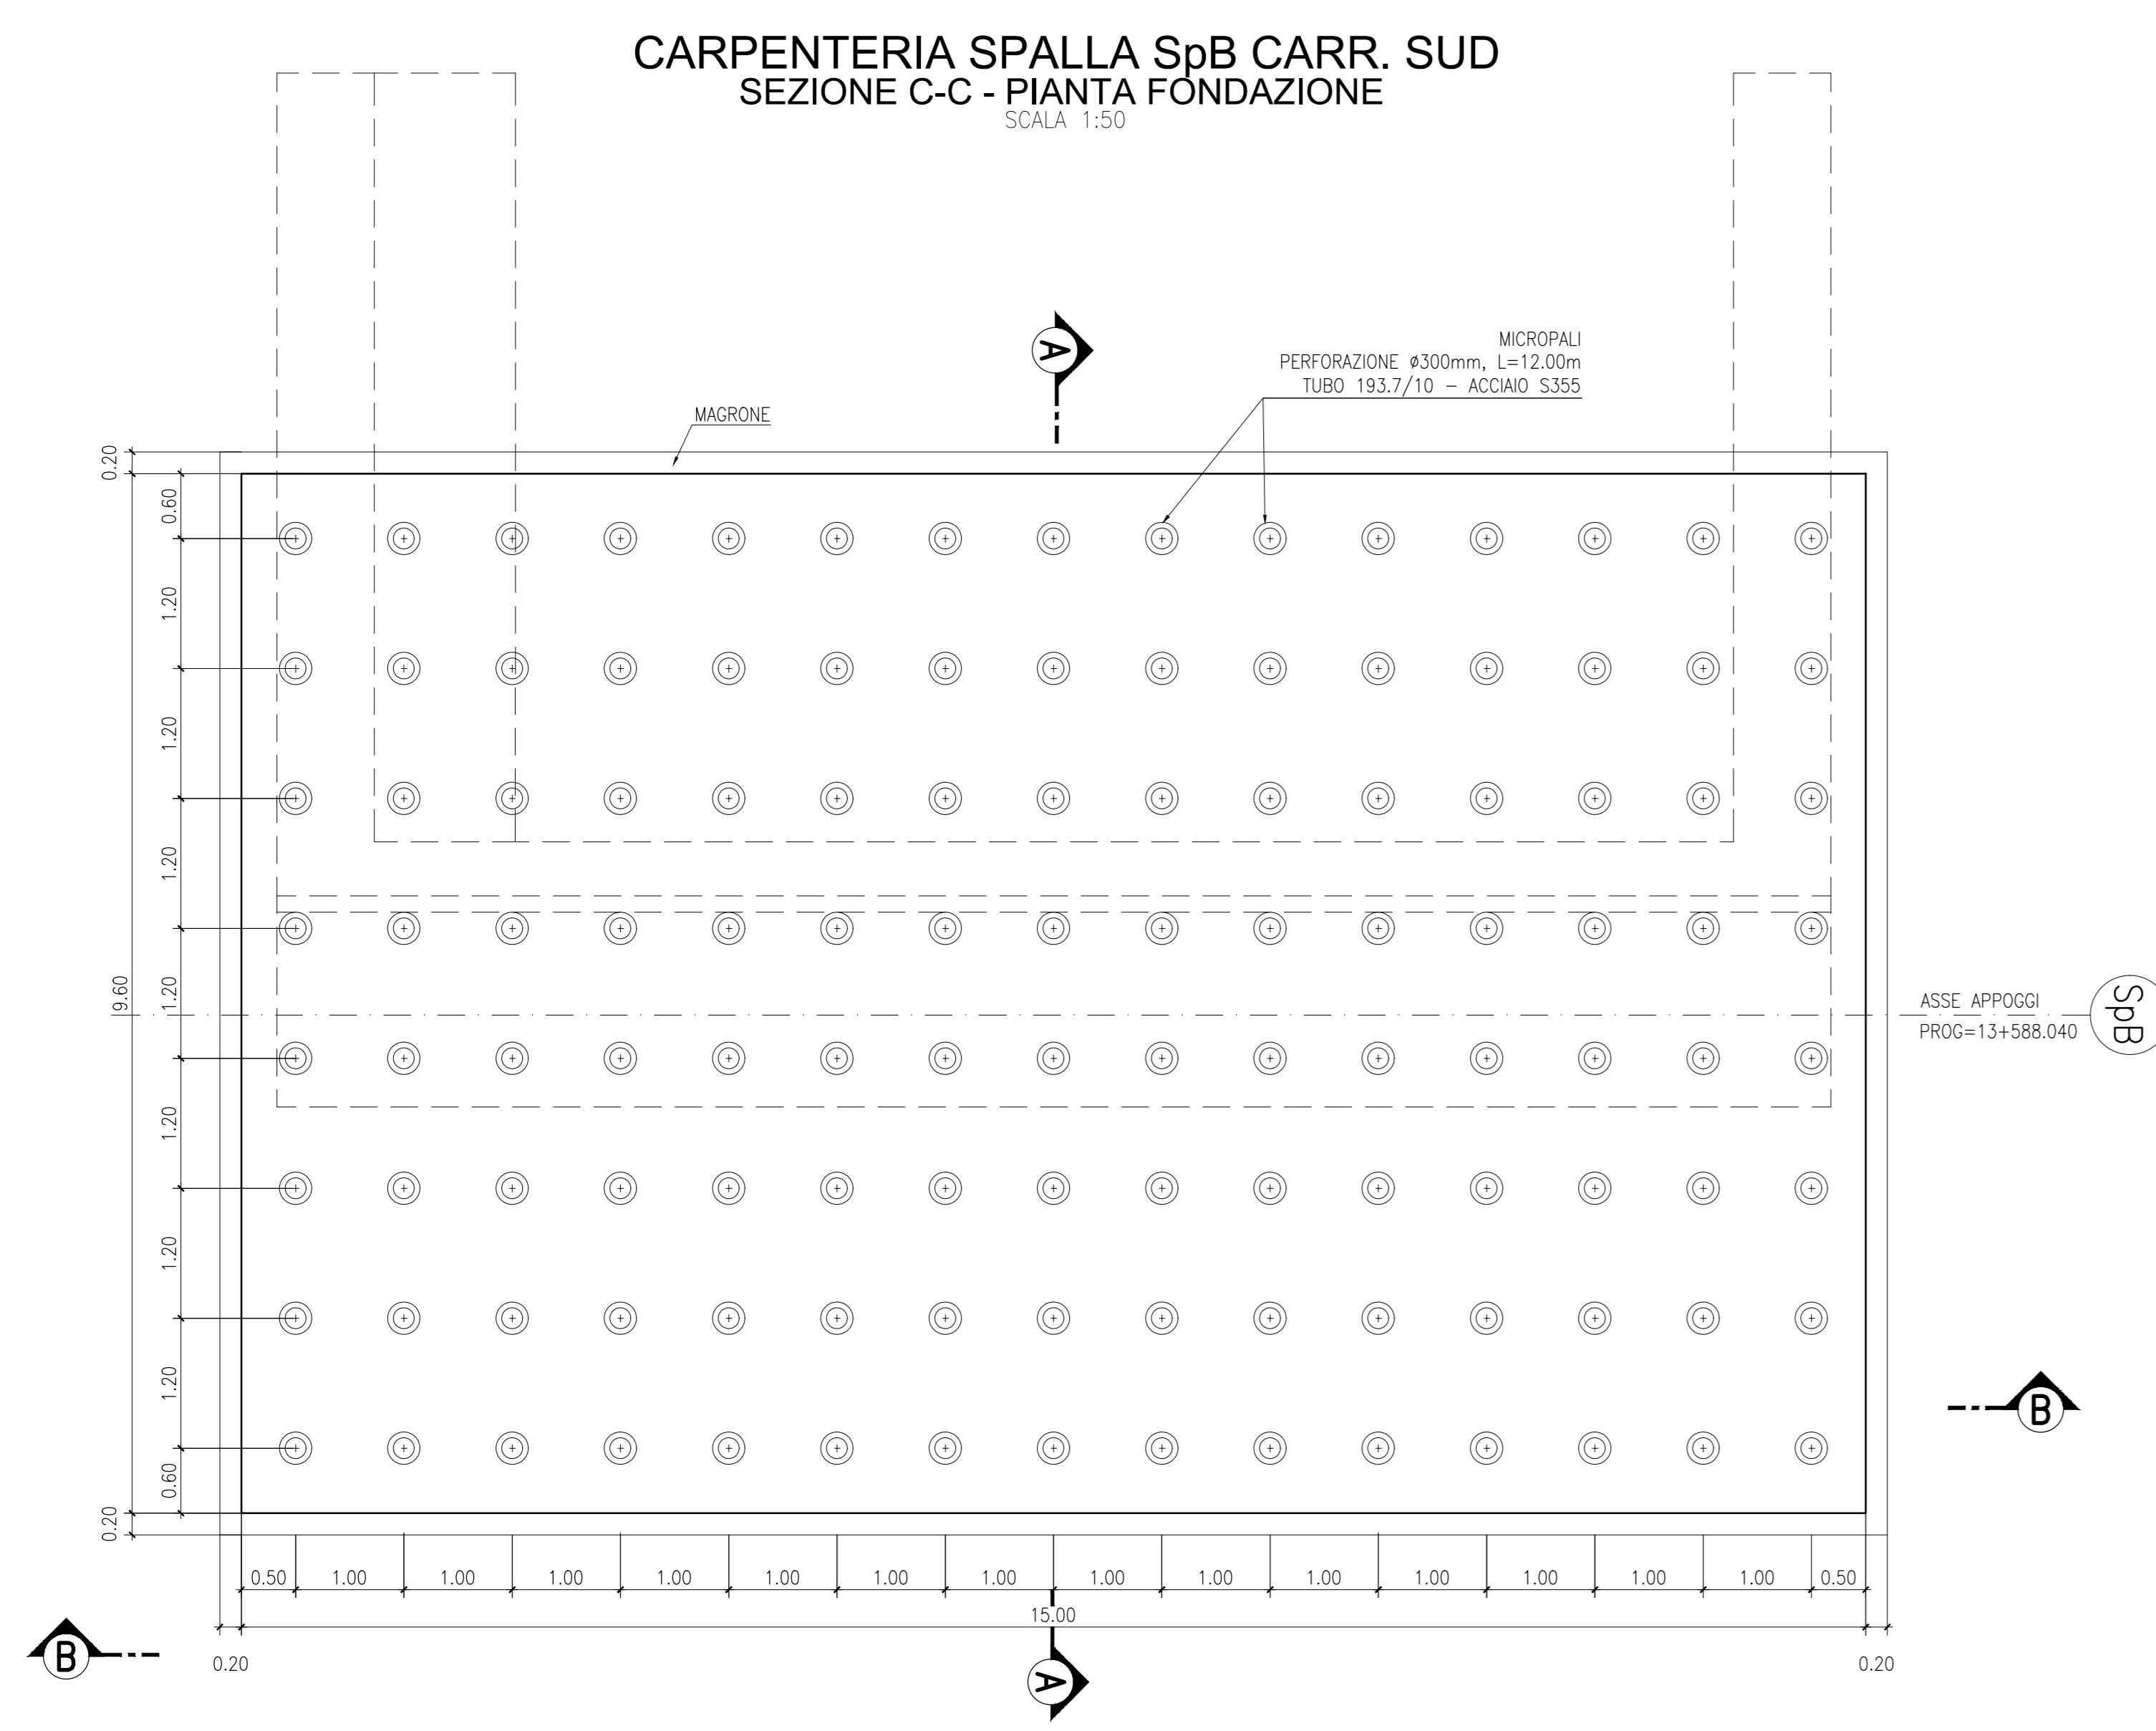 CARPENTERIA SPALLA SpB CARR. SUD
SEZIONE C-C - PIANTA FONDAZIONE
SCALA 1:50
A
MICROPALI
PERFORAZIONE ø300mm, L=12.00m
TUBO 193.7/10 - ACCIAIO S355
MAGRONE
0.20
0.60
1.20
1.20
1.20
9.60
1.20
ASSE APPOGGI
PROG=13+588.040
SpB
1.20
1.20
1.20
B
0.60
0.20
0.50 1.00 1.00 1.00 1.00 1.00 1.00 1.00 1.00 1.00 1.00 1.00 1.00 1.00 1.00 0.50
15.00
B
0.20
0.20
A